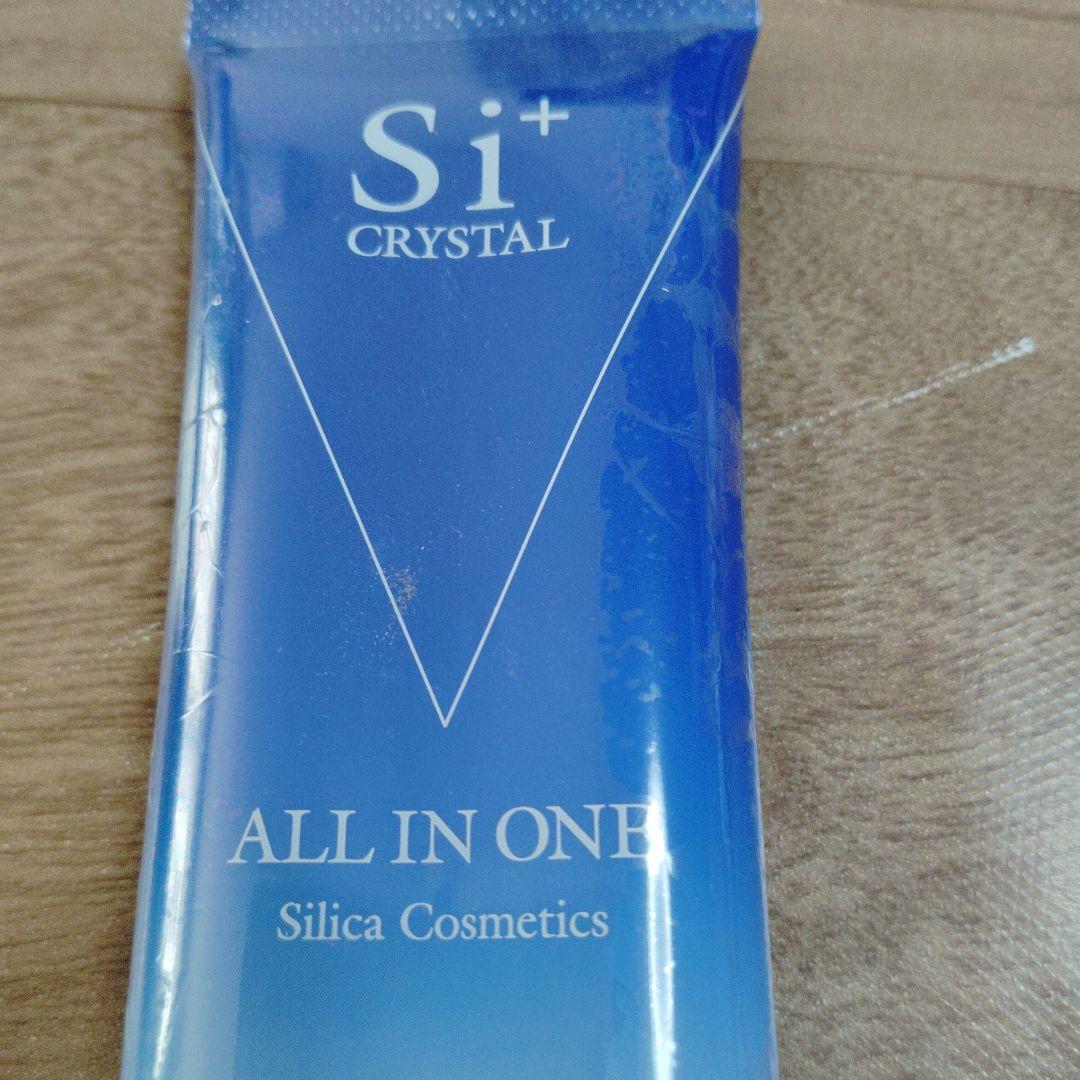 Si+
CRYSTAL
ALL IN ONE
Silica Cosmetics